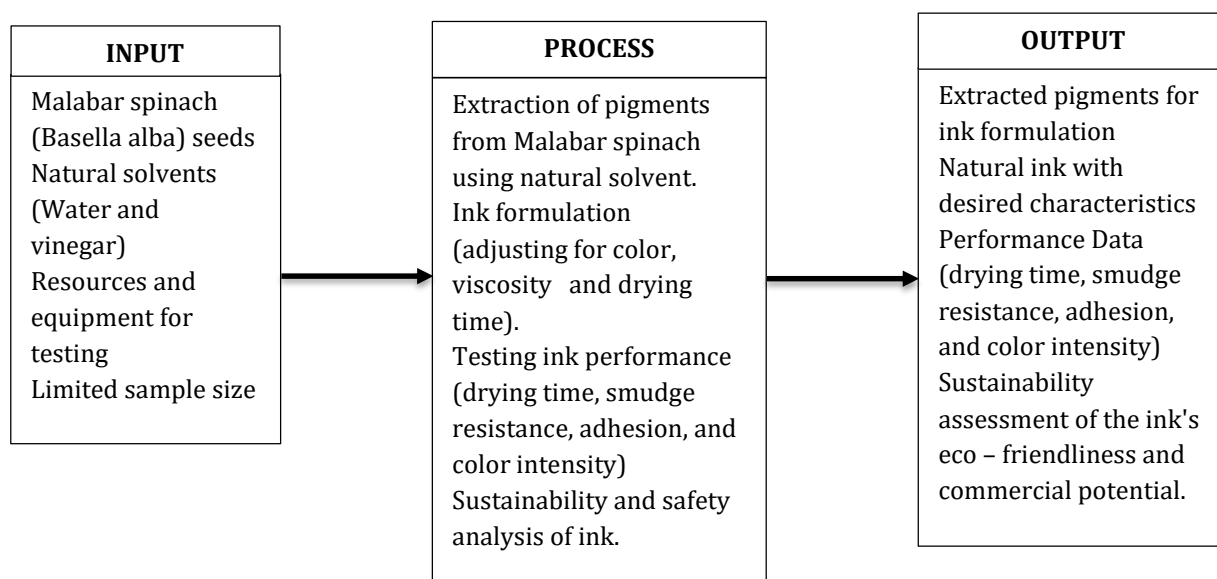 INPUT
Malabar spinach
(Basella alba) seeds
Natural solvents
(Water and
vinegar)
Resources and
equipment for
testing
Limited sample size
PROCESS
Extraction of pigments
from Malabar spinach
using natural solvent.
Ink formulation
(adjusting for color,
viscosity and drying
time).
Testing ink performance
(drying time, smudge
resistance, adhesion, and
color intensity)
Sustainability and safety
analysis of ink.
OUTPUT
Extracted pigments for
ink formulation
Natural ink with
desired characteristics
Performance Data
(drying time, smudge
resistance, adhesion,
and color intensity)
Sustainability
assessment of the ink's
eco – friendliness and
commercial potential.